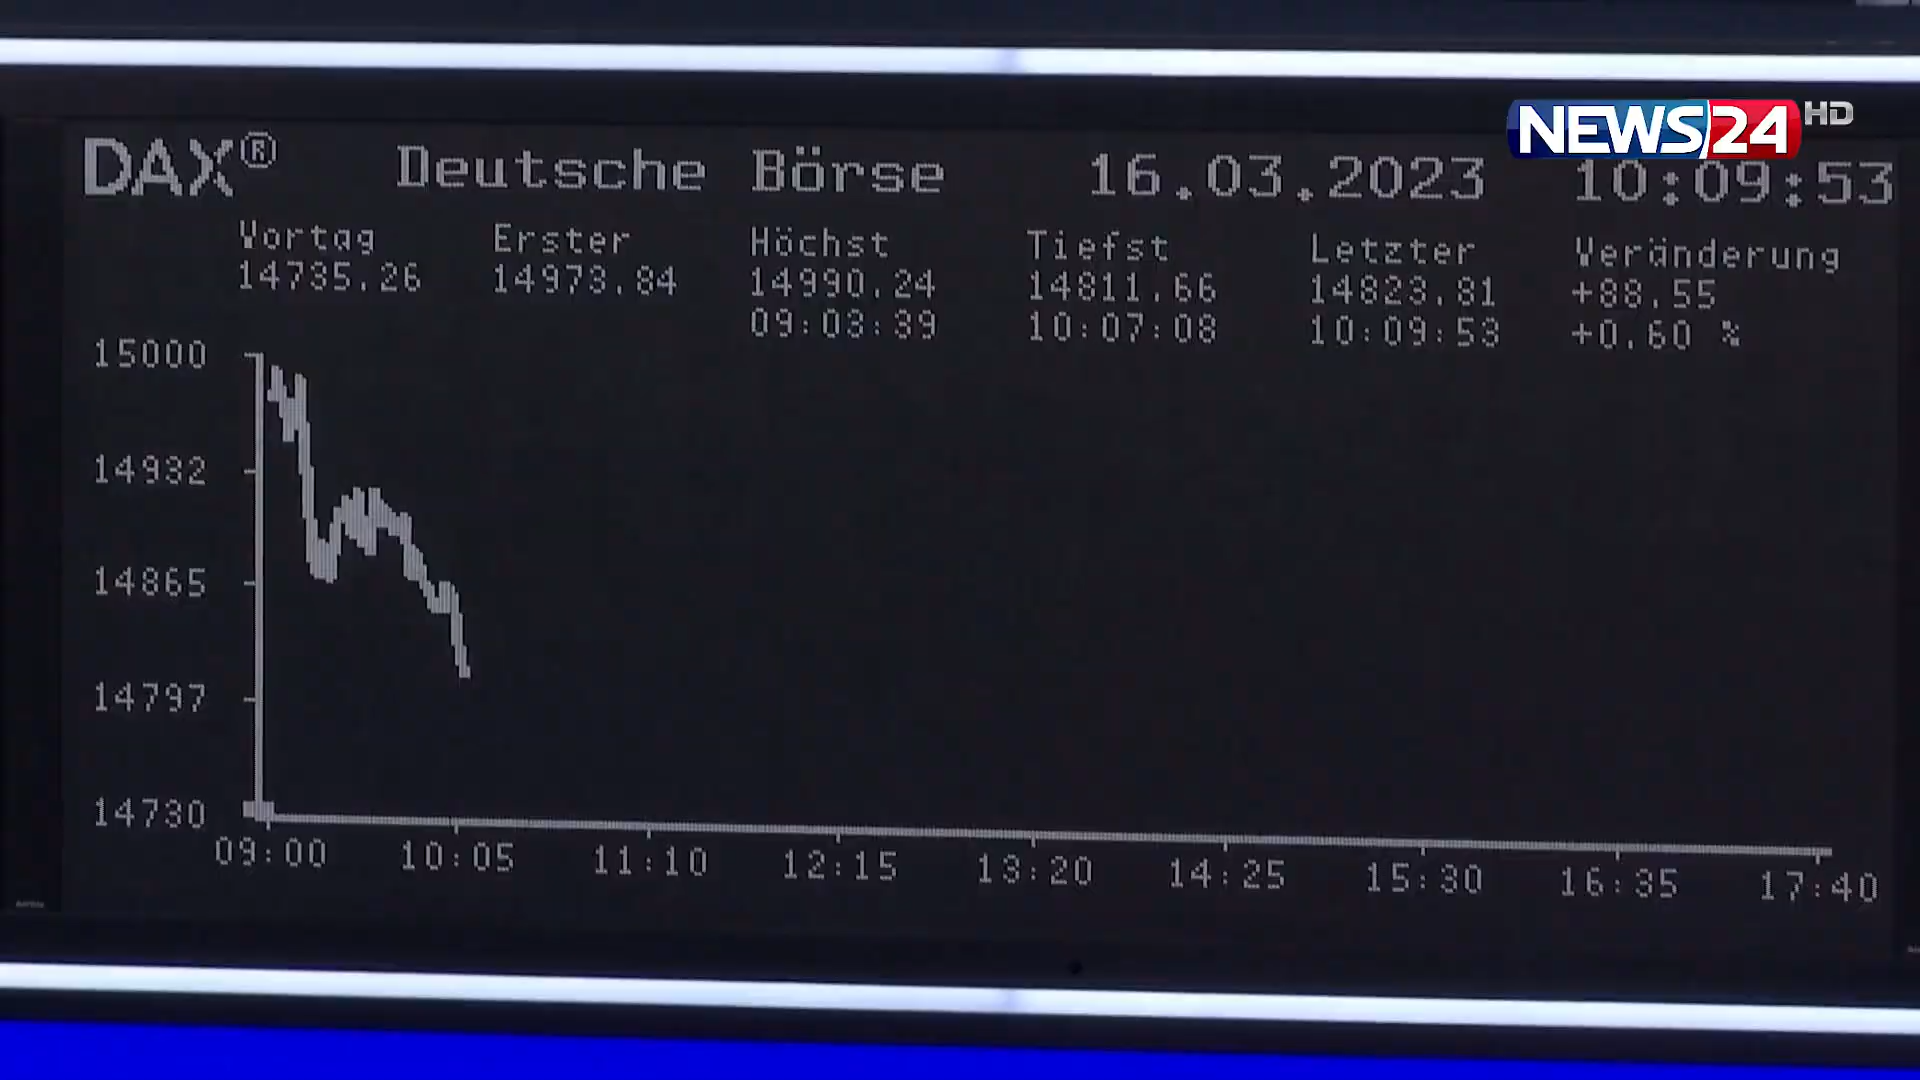 NEWS24 HD
DAX® Deutsche Börse 16.03.2023 10:09:53
Vortag Erster Höchst Tiefst Letzter Veränderung
14735.26 14973.84 14990.24 14811.66 14823.81 +88.55
09:03:39 10:07:08 10:09:53 +0.60 %
15000
14932
14865
14797
14730
09:00 10:05 11:10 12:15 13:20 14:25 15:30 16:35 17:40